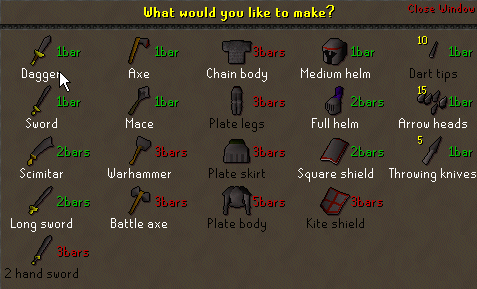 What would you like to make?
Close Window
1bar 1bar 3bars 1bar 10 1bar
Dagger Axe Chain body Medium helm Dart tips
1bar 1bar 3bars 2bars 15 1bar
Sword Mace Plate legs Full helm Arrow heads
2bars 3bars 3bars 2bars 5 1bar
Scimitar Warhammer Plate skirt Square shield Throwing knives
2bars 3bars 5bars 3bars
Long sword Battle axe Plate body Kite shield
3bars
2 hand sword